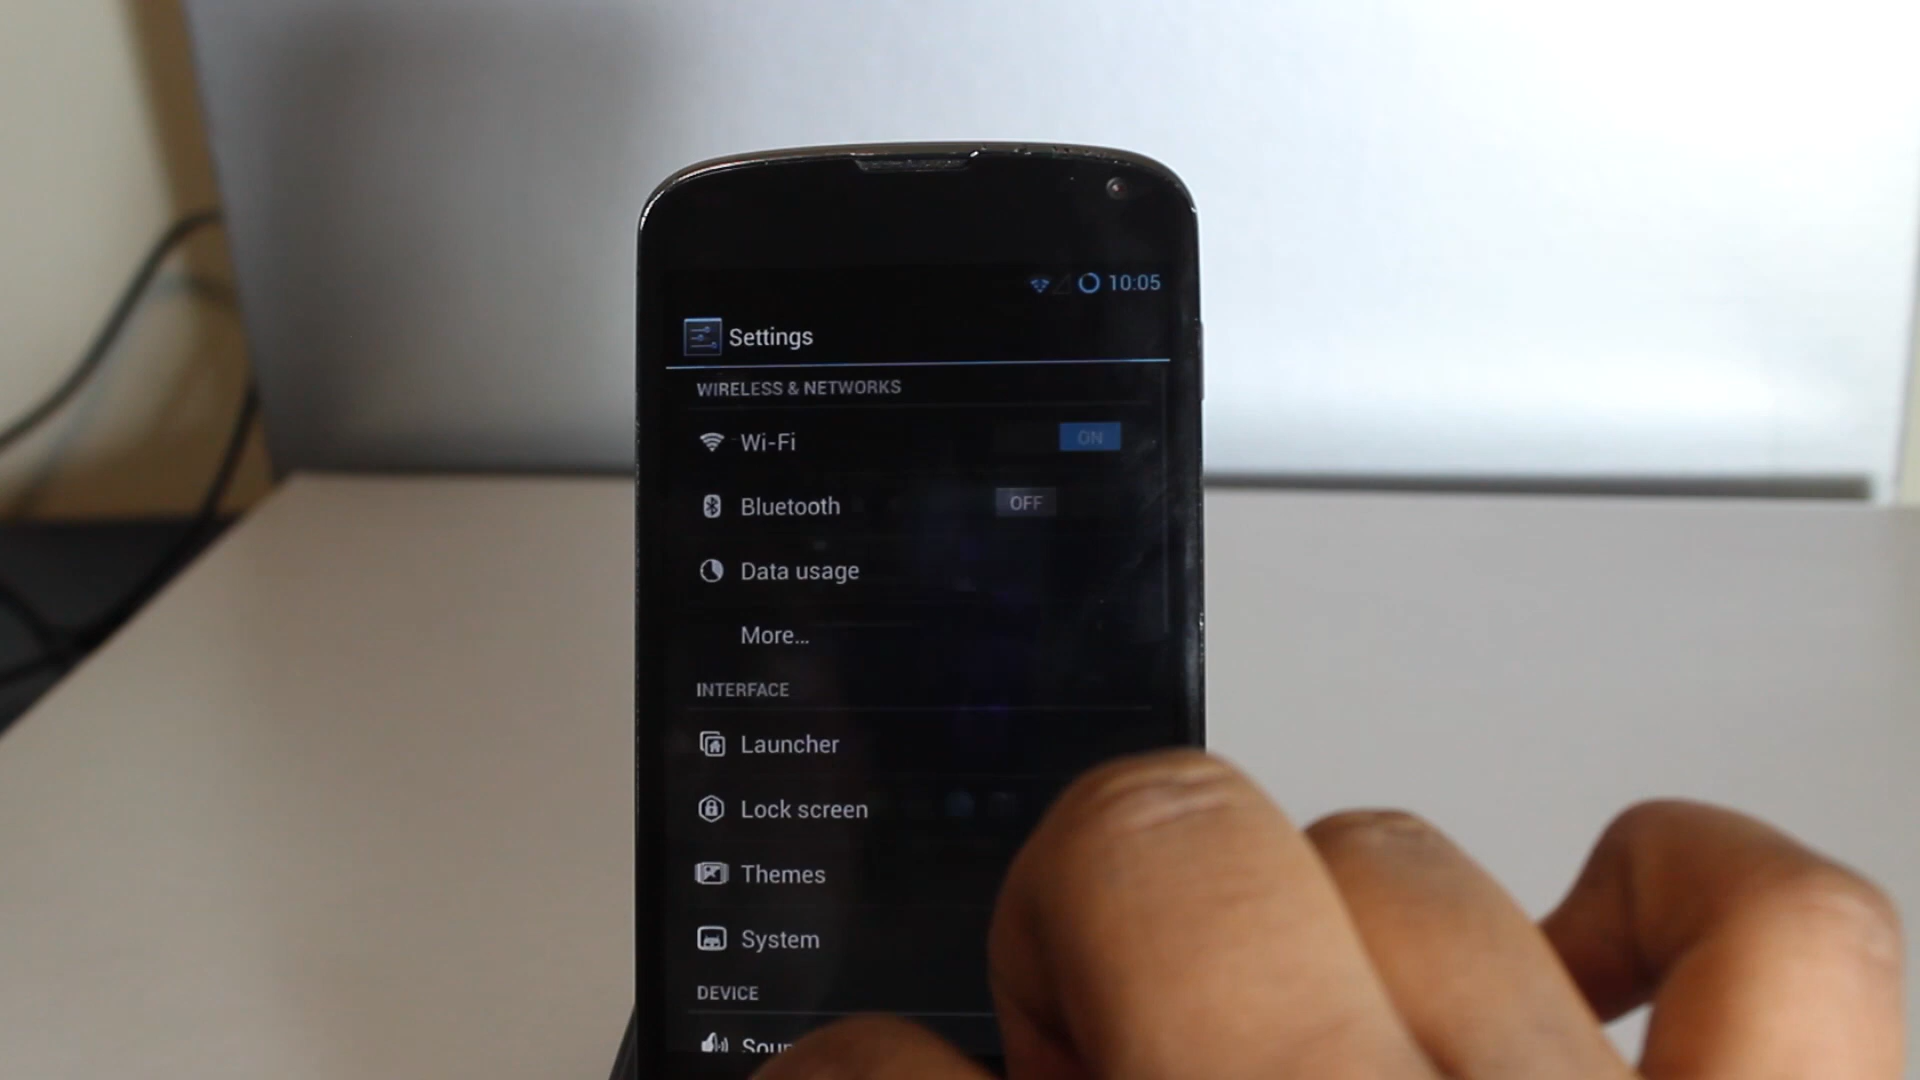 10:05
Settings
WIRELESS & NETWORKS
Wi-Fi ON
Bluetooth OFF
Data usage
More...
INTERFACE
Launcher
Lock screen
Themes
System
DEVICE